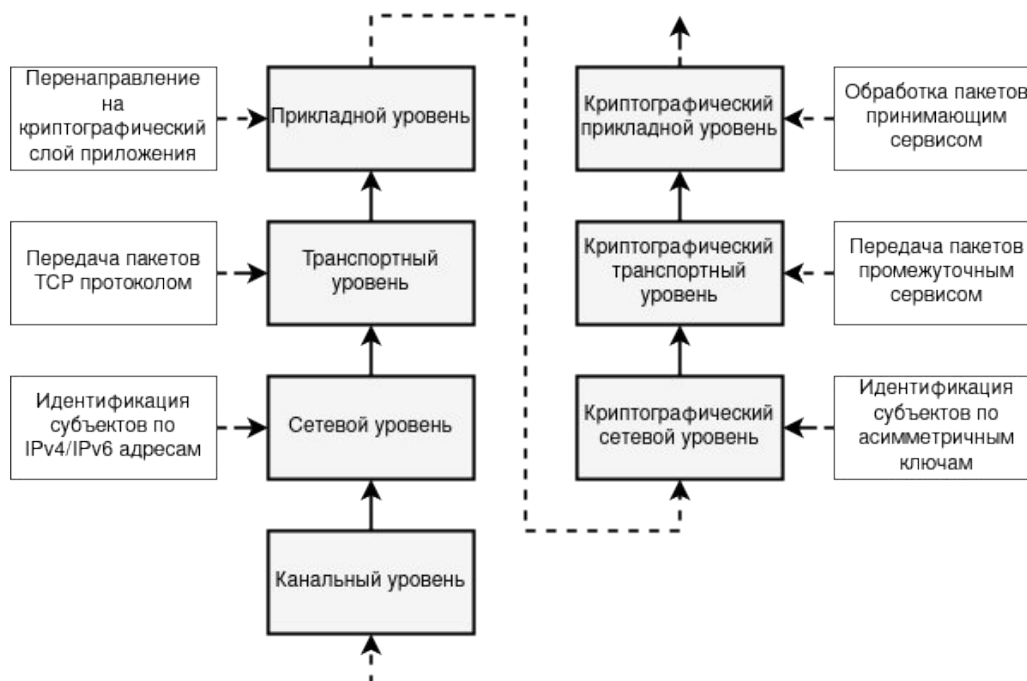 Перенаправление
на
криптографический
слой приложения
Прикладной уровень
Криптографический
прикладной уровень
Обработка пакетов
принимающим
сервисом
Передача пакетов
TCP протоколом
Транспортный
уровень
Криптографический
транспортный
уровень
Передача пакетов
промежуточным
сервисом
Идентификация
субъектов по
IPv4/IPv6 адресам
Сетевой уровень
Криптографический
сетевой уровень
Идентификация
субъектов по
асимметричным
ключам
Канальный уровень